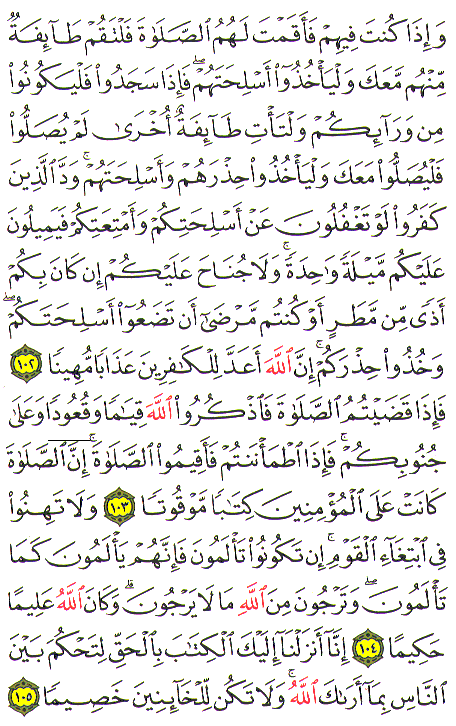 وَإِذَا كُنتَ فِيهِمْ فَأَقَمْتَ لَهُمُ ٱلصَّلَوٰةَ فَلْتَقُمْ طَآئِفَةٌ
مِّنْهُم مَّعَكَ وَلْيَأْخُذُوٓا۟ أَسْلِحَتَهُمْ ۖ فَإِذَا سَجَدُوا۟ فَلْيَكُونُوا۟
مِن وَرَآئِكُمْ وَلْتَأْتِ طَآئِفَةٌ أُخْرَىٰ لَمْ يُصَلُّوا۟
فَلْيُصَلُّوا۟ مَعَكَ وَلْيَأْخُذُوا۟ حِذْرَهُمْ وَأَسْلِحَتَهُمْ ۗ وَدَّ ٱلَّذِينَ
كَفَرُوا۟ لَوْ تَغْفُلُونَ عَنْ أَسْلِحَتِكُمْ وَأَمْتِعَتِكُمْ فَيَمِيلُونَ
عَلَيْكُم مَّيْلَةً وَٰحِدَةً ۚ وَلَا جُنَاحَ عَلَيْكُمْ إِن كَانَ بِكُمْ
أَذًى مِّن مَّطَرٍ أَوْ كُنتُم مَّرْضَىٰٓ أَن تَضَعُوٓا۟ أَسْلِحَتَكُمْ ۖ
وَخُذُوا۟ حِذْرَكُمْ ۗ إِنَّ ٱللَّهَ أَعَدَّ لِلْكَـٰفِرِينَ عَذَابًا مُّهِينًا ١٠٢
فَإِذَا قَضَيْتُمُ ٱلصَّلَوٰةَ فَٱذْكُرُوا۟ ٱللَّهَ قِيَـٰمًا وَقُعُودًا وَعَلَىٰ
جُنُوبِكُمْ ۚ فَإِذَا ٱطْمَأْنَنتُمْ فَأَقِيمُوا۟ ٱلصَّلَوٰةَ ۚ إِنَّ ٱلصَّلَوٰةَ
كَانَتْ عَلَى ٱلْمُؤْمِنِينَ كِتَـٰبًا مَّوْقُوتًا ١٠٣ وَلَا تَهِنُوا۟
فِى ٱبْتِغَآءِ ٱلْقَوْمِ ۖ إِن تَكُونُوا۟ تَأْلَمُونَ فَإِنَّهُمْ يَأْلَمُونَ كَمَا
تَأْلَمُونَ ۖ وَتَرْجُونَ مِنَ ٱللَّهِ مَا لَا يَرْجُونَ ۗ وَكَانَ ٱللَّهُ عَلِيمًا
حَكِيمًا ١٠٤ إِنَّآ أَنزَلْنَآ إِلَيْكَ ٱلْكِتَـٰبَ بِٱلْحَقِّ لِتَحْكُمَ بَيْنَ
ٱلنَّاسِ بِمَآ أَرَىٰكَ ٱللَّهُ ۚ وَلَا تَكُن لِّلْخَآئِنِينَ خَصِيمًا ١٠٥